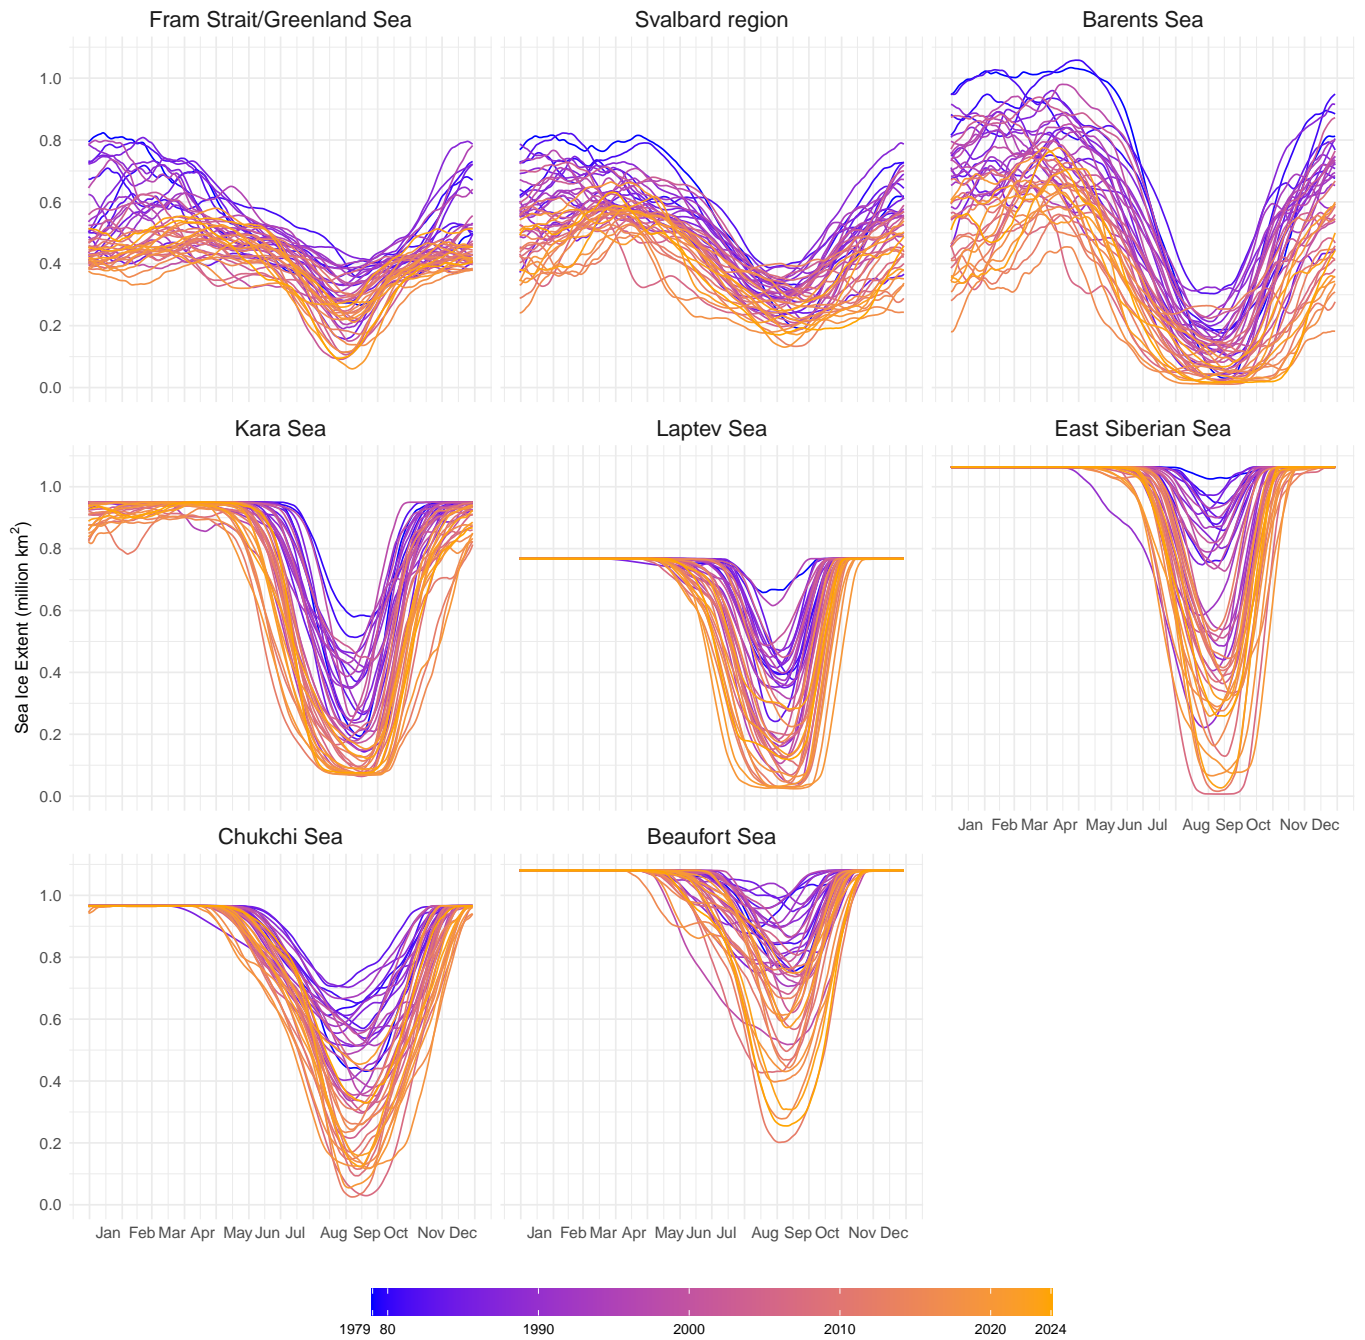 Fram Strait/Greenland Sea Svalbard region Barents Sea
1.0
0.8
0.6
0.4
0.2
0.0
Kara Sea Laptev Sea East Siberian Sea
Sea Ice Extent (million km²)
1.0
0.8
0.6
0.4
0.2
0.0
Jan Feb Mar Apr May Jun Jul Aug Sep Oct Nov Dec
Chukchi Sea Beaufort Sea
1.0
0.8
0.6
0.4
0.2
0.0
Jan Feb Mar Apr May Jun Jul Aug Sep Oct Nov Dec Jan Feb Mar Apr May Jun Jul Aug Sep Oct Nov Dec
1979 80 1990 2000 2010 2020 2024